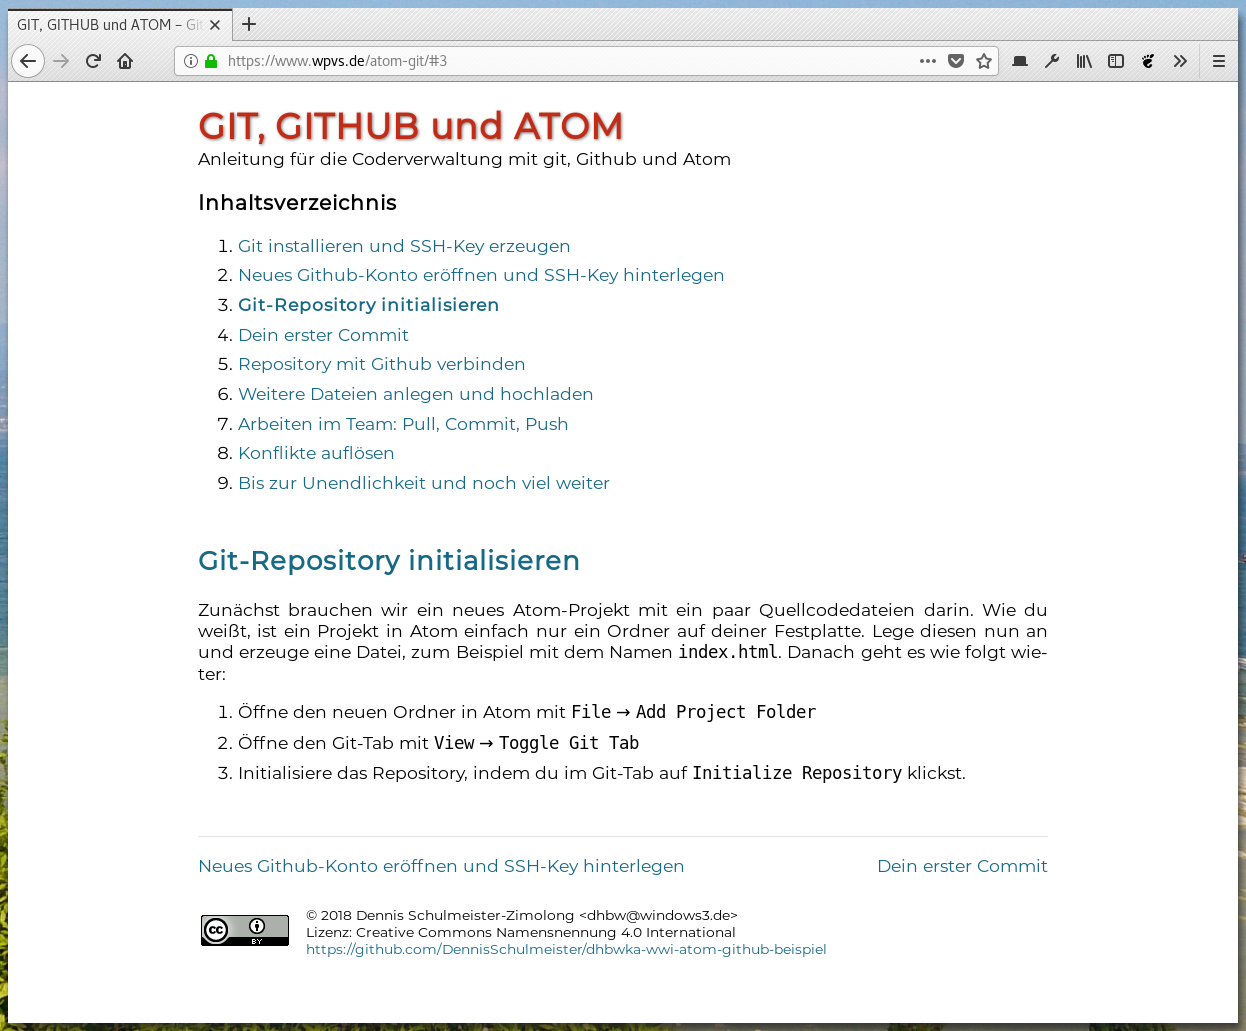 GIT, GITHUB und ATOM – Git
https://www.wpvs.de/atom-git/#3
GIT, GITHUB und ATOM
Anleitung für die Coderverwaltung mit git, Github und Atom
Inhaltsverzeichnis
1. Git installieren und SSH-Key erzeugen
2. Neues Github-Konto eröffnen und SSH-Key hinterlegen
3. Git-Repository initialisieren
4. Dein erster Commit
5. Repository mit Github verbinden
6. Weitere Dateien anlegen und hochladen
7. Arbeiten im Team: Pull, Commit, Push
8. Konflikte auflösen
9. Bis zur Unendlichkeit und noch viel weiter
Git-Repository initialisieren
Zunächst brauchen wir ein neues Atom-Projekt mit ein paar Quellcodedateien darin. Wie du
weißt, ist ein Projekt in Atom einfach nur ein Ordner auf deiner Festplatte. Lege diesen nun an
und erzeuge eine Datei, zum Beispiel mit dem Namen index.html. Danach geht es wie folgt wie-
ter:
1. Öffne den neuen Ordner in Atom mit File → Add Project Folder
2. Öffne den Git-Tab mit View → Toggle Git Tab
3. Initialisiere das Repository, indem du im Git-Tab auf Initialize Repository klickst.
Neues Github-Konto eröffnen und SSH-Key hinterlegen Dein erster Commit
cc BY
© 2018 Dennis Schulmeister-Zimolong <dhbw@windows3.de>
Lizenz: Creative Commons Namensnennung 4.0 International
https://github.com/DennisSchulmeister/dhbwka-wwi-atom-github-beispiel